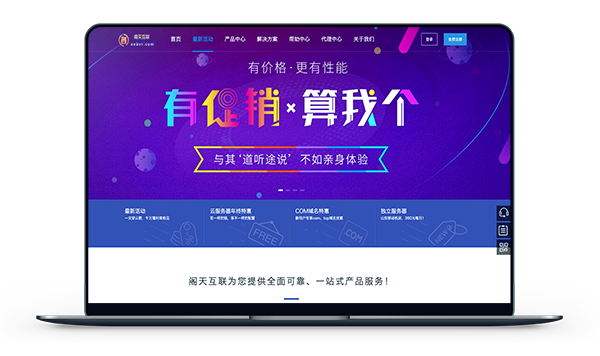 阁天互联
首页 最新活动 产品中心 解决方案 帮助中心 代理中心 关于我们
登录 免费注册
有价格·更有性能
有促销×算我个
与其‘道听途说’ 不如亲身体验
最新活动 云服务器年终特惠 COM域名特惠 独立服务器
FREE COM NEW
阁天互联为您提供全面可靠、一站式产品服务！